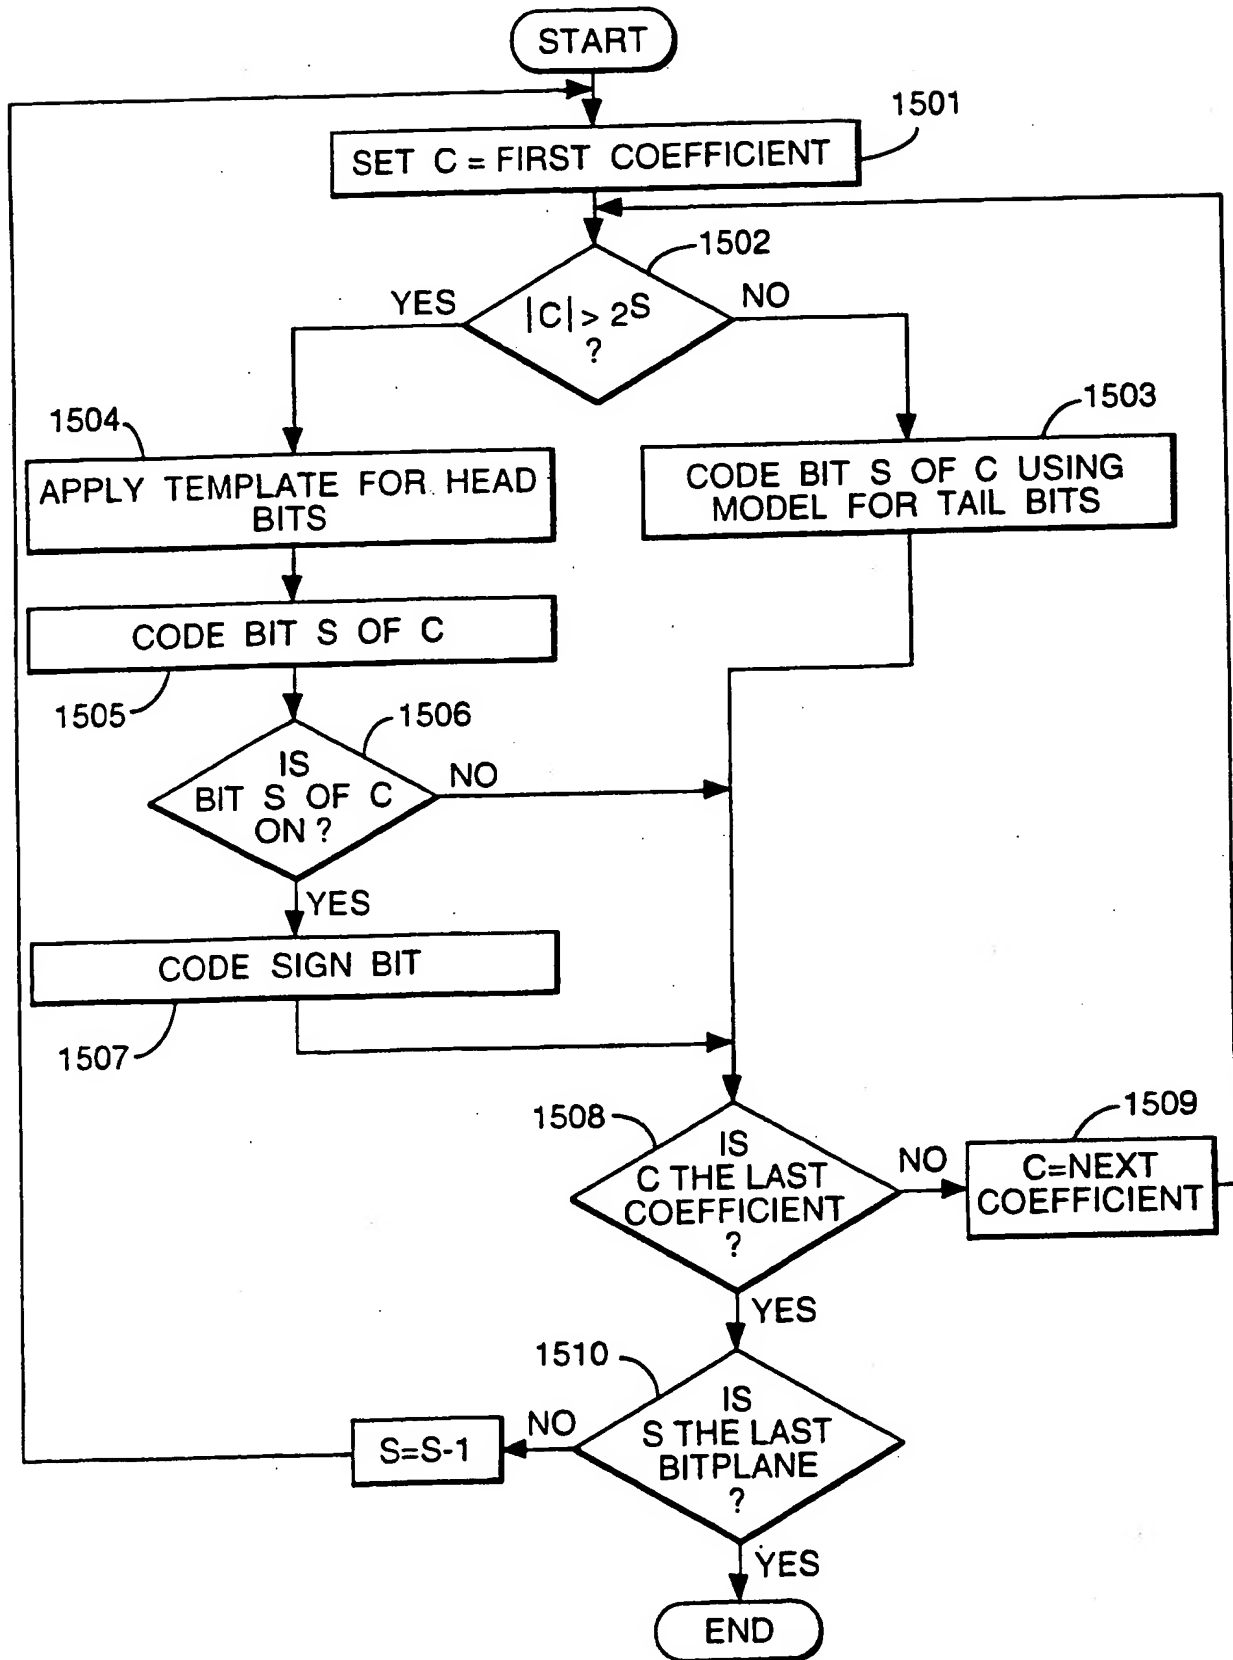 START
1501
SET C = FIRST COEFFICIENT
1502
YES
|C| > 2^S
?
NO
1504
1503
APPLY TEMPLATE FOR HEAD
BITS
CODE BIT S OF C USING
MODEL FOR TAIL BITS
CODE BIT S OF C
1505
1506
IS
BIT S OF C
ON ?
NO
YES
CODE SIGN BIT
1507
1508
1509
IS
C THE LAST
COEFFICIENT
?
NO
C=NEXT
COEFFICIENT
YES
1510
IS
S THE LAST
BITPLANE
?
NO
S=S-1
YES
END